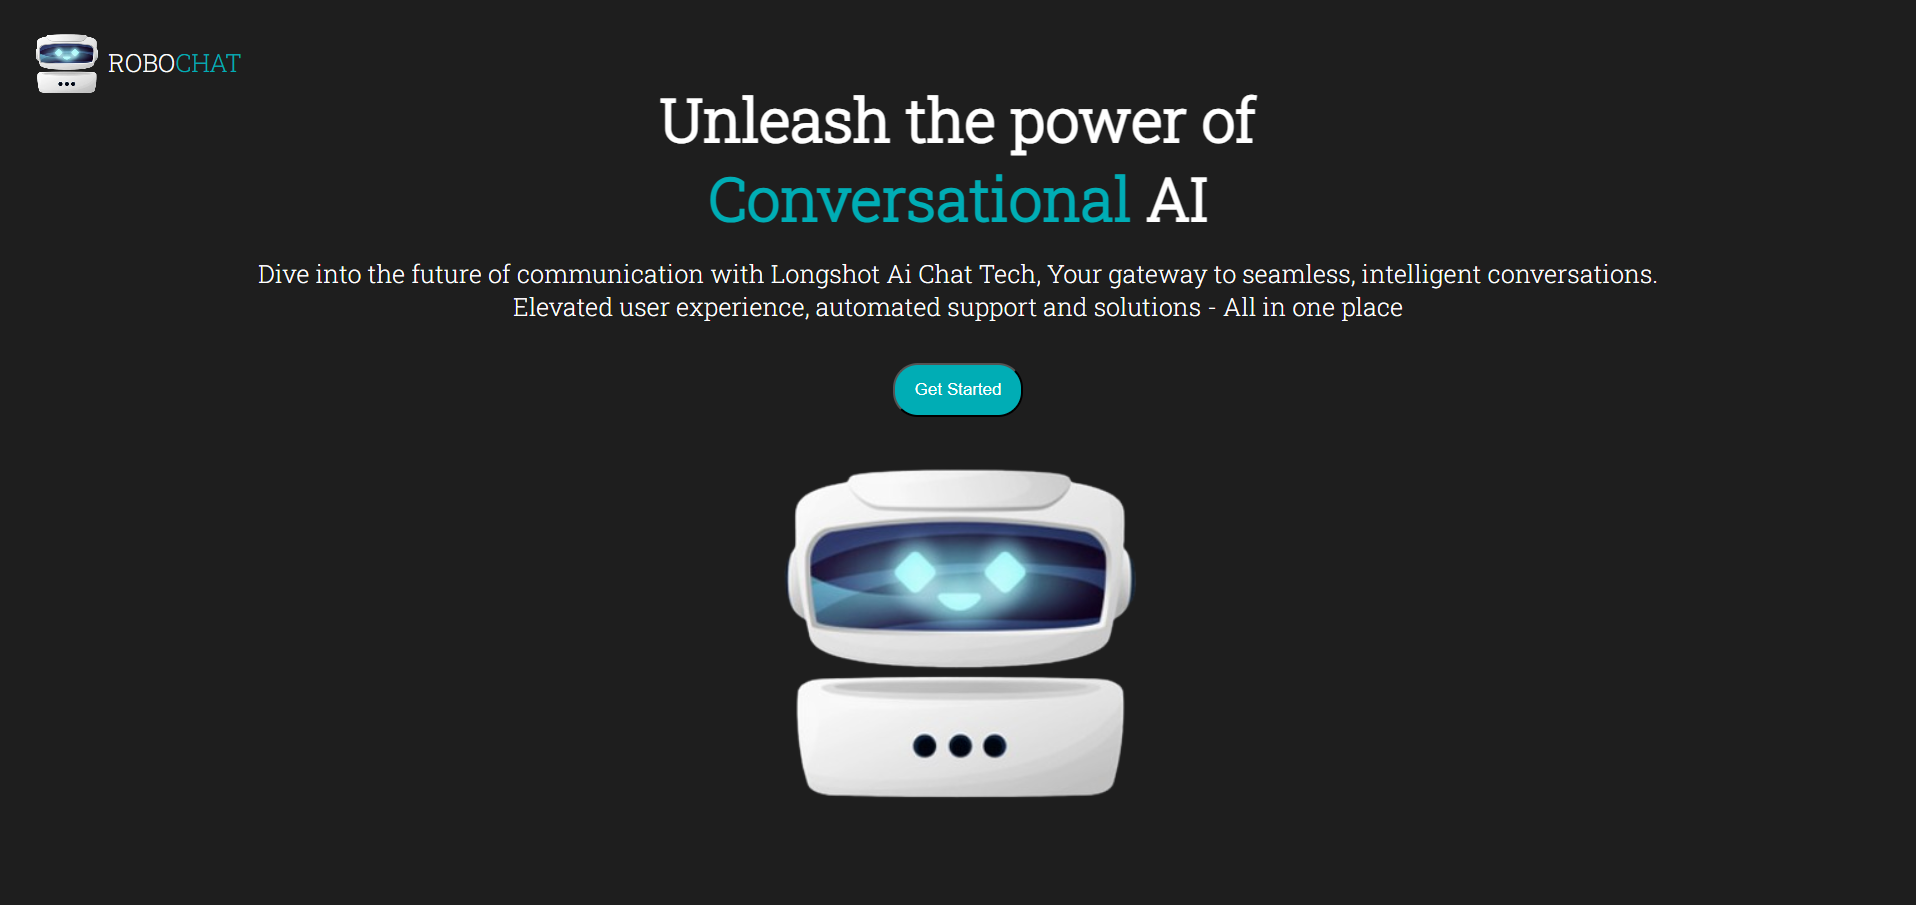 ROBOCHAT
Unleash the power of
Conversational AI
Dive into the future of communication with Longshot Ai Chat Tech, Your gateway to seamless, intelligent conversations.
Elevated user experience, automated support and solutions - All in one place
Get Started